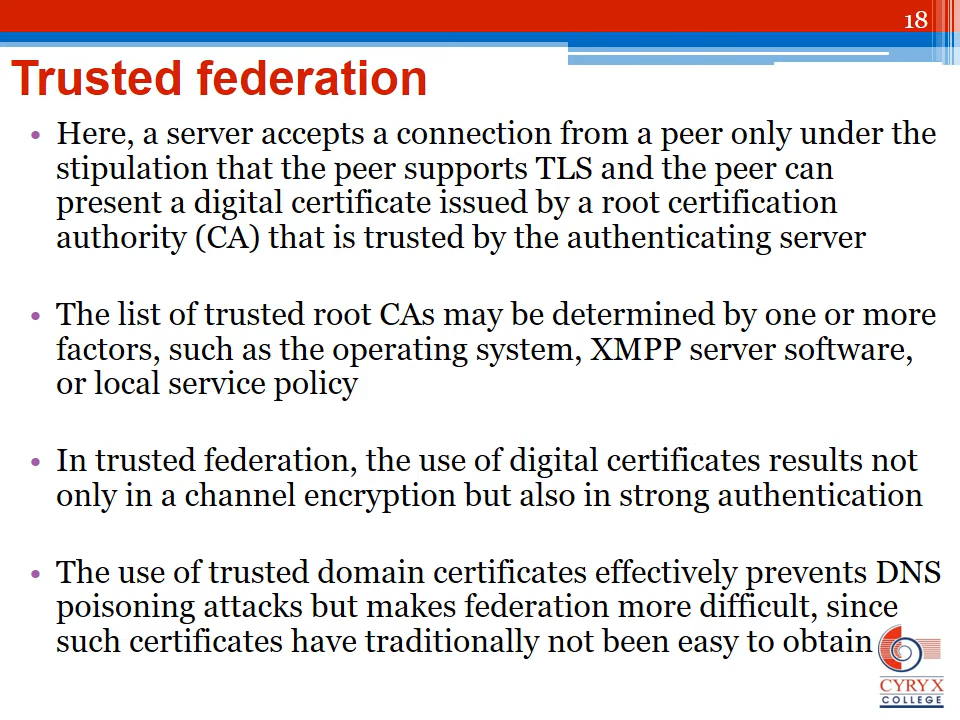 18
Trusted federation
• Here, a server accepts a connection from a peer only under the
stipulation that the peer supports TLS and the peer can
present a digital certificate issued by a root certification
authority (CA) that is trusted by the authenticating server
• The list of trusted root CAs may be determined by one or more
factors, such as the operating system, XMPP server software,
or local service policy
• In trusted federation, the use of digital certificates results not
only in a channel encryption but also in strong authentication
• The use of trusted domain certificates effectively prevents DNS
poisoning attacks but makes federation more difficult, since
such certificates have traditionally not been easy to obtain
CYRYX
COLLEGE